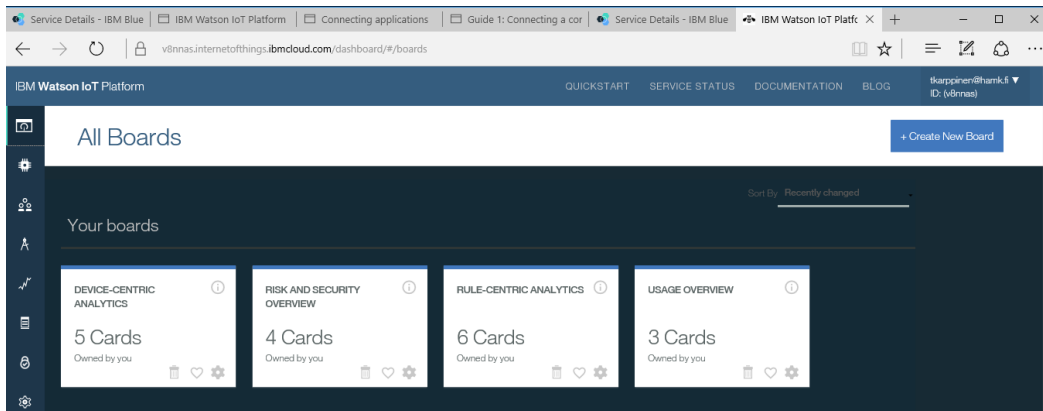 Service Details - IBM Blue
IBM Watson IoT Platform
Connecting applications
Guide 1: Connecting a cor
Service Details - IBM Blue
IBM Watson IoT Platfc
v8nnas.internetofthings.ibmcloud.com/dashboard/#/boards
IBM Watson IoT Platform
QUICKSTART
SERVICE STATUS
DOCUMENTATION
BLOG
tkarppinen@hamk.fi ▼
ID: (v8nnas)
All Boards
+ Create New Board
Sort By Recently changed
Your boards
DEVICE-CENTRIC
ANALYTICS
5 Cards
Owned by you
RISK AND SECURITY
OVERVIEW
4 Cards
Owned by you
RULE-CENTRIC ANALYTICS
6 Cards
Owned by you
USAGE OVERVIEW
3 Cards
Owned by you